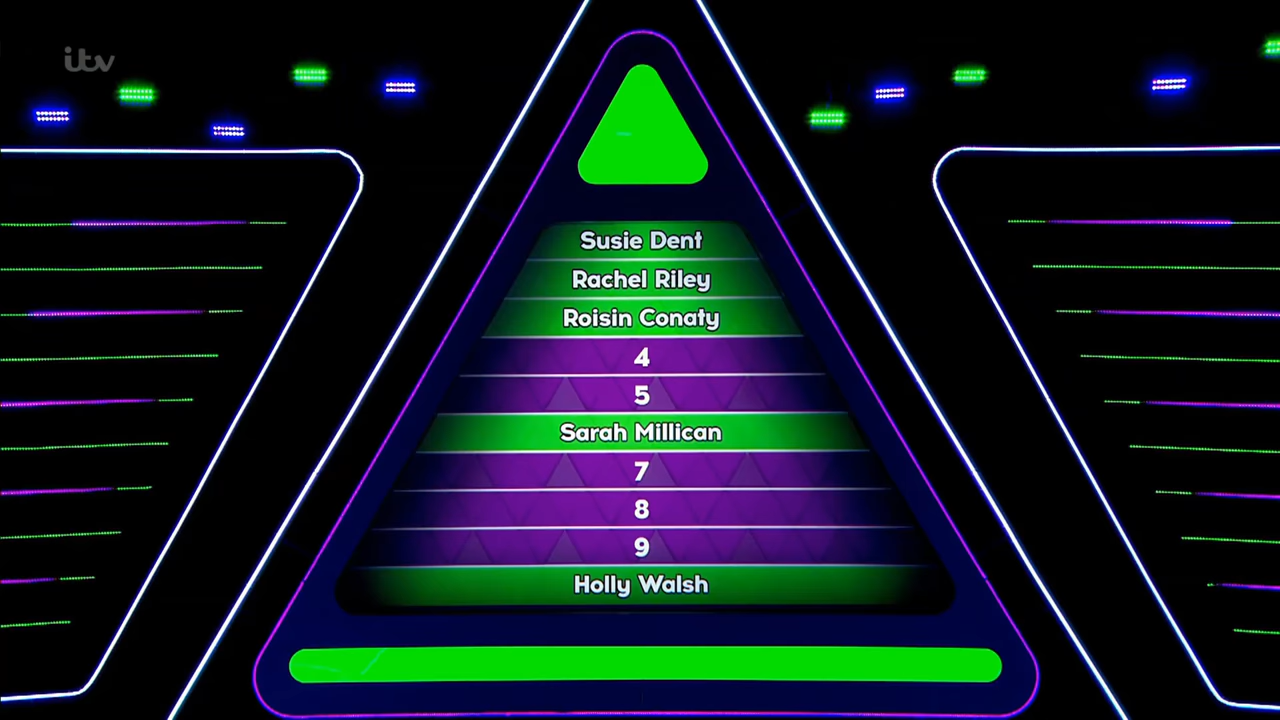 itv
Susie Dent
Rachel Riley
Roisin Conaty
4
5
Sarah Millican
7
8
9
Holly Walsh